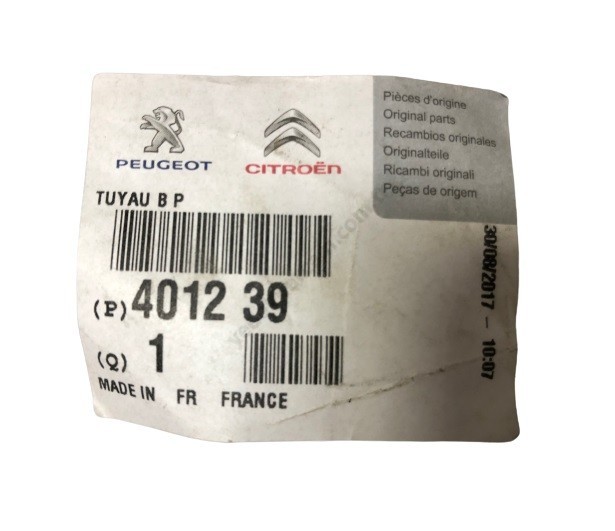 PEUGEOT
CITROËN
Pièces d'origine
Original parts
Recambios originales
Originalteile
Ricambi originali
Peças de origem
TUYAU B P
(P) 4012 39
(Q) 1
MADE IN FR FRANCE
30/08/2017 - 10:07